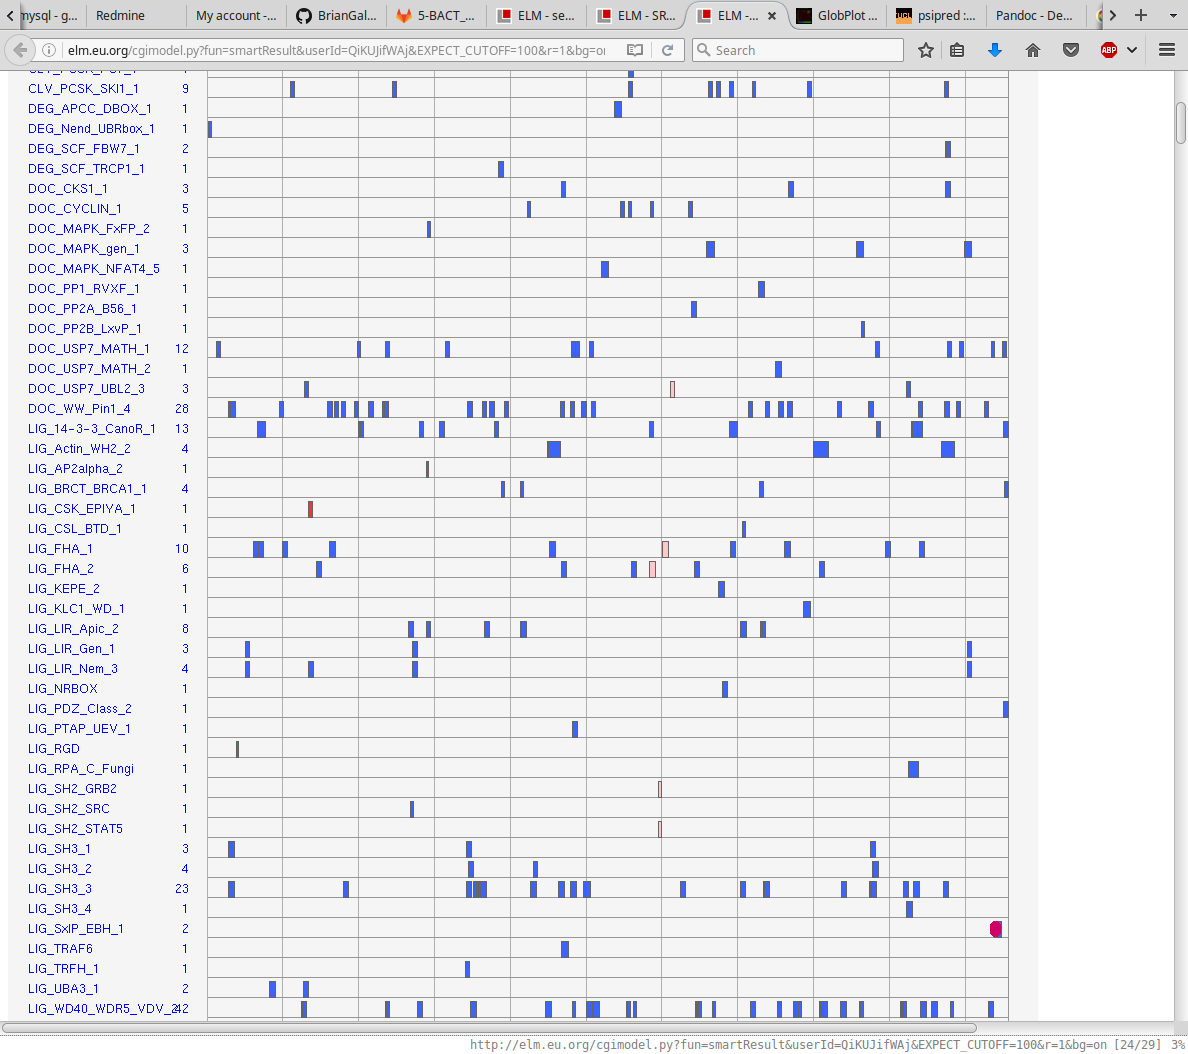 mysql - g...
Redmine
My account -...
BrianGal...
5-BACT_...
ELM - se...
ELM - SR...
ELM -...
GlobPlot ...
psipred :...
Pandoc - De...
elm.eu.org/cgimodel.py?fun=smartResult&userId=QiKUJifWAj&EXPECT_CUTOFF=100&r=1&bg=on
Search
ABP
CLV_PCSK_SKI1_1 9
DEG_APCC_DBOX_1 1
DEG_Nend_UBRbox_1 1
DEG_SCF_FBW7_1 2
DEG_SCF_TRCP1_1 1
DOC_CKS1_1 3
DOC_CYCLIN_1 5
DOC_MAPK_FxFP_2 1
DOC_MAPK_gen_1 3
DOC_MAPK_NFAT4_5 1
DOC_PP1_RVXF_1 1
DOC_PP2A_B56_1 1
DOC_PP2B_LxvP_1 1
DOC_USP7_MATH_1 12
DOC_USP7_MATH_2 1
DOC_USP7_UBL2_3 3
DOC_WW_Pin1_4 28
LIG_14-3-3_CanoR_1 13
LIG_Actin_WH2_2 4
LIG_AP2alpha_2 1
LIG_BRCT_BRCA1_1 4
LIG_CSK_EPIYA_1 1
LIG_CSL_BTD_1 1
LIG_FHA_1 10
LIG_FHA_2 6
LIG_KEPE_2 1
LIG_KLC1_WD_1 1
LIG_LIR_Apic_2 8
LIG_LIR_Gen_1 3
LIG_LIR_Nem_3 4
LIG_NRBOX 1
LIG_PDZ_Class_2 1
LIG_PTAP_UEV_1 1
LIG_RGD 1
LIG_RPA_C_Fungi 1
LIG_SH2_GRB2 1
LIG_SH2_SRC 1
LIG_SH2_STAT5 1
LIG_SH3_1 3
LIG_SH3_2 4
LIG_SH3_3 23
LIG_SH3_4 1
LIG_SxIP_EBH_1 2
LIG_TRAF6 1
LIG_TRFH_1 1
LIG_UBA3_1 2
LIG_WD40_WDR5_VDV_2 42
http://elm.eu.org/cgimodel.py?fun=smartResult&userId=QiKUJifWAj&EXPECT_CUTOFF=100&r=1&bg=on [24/29] 3%